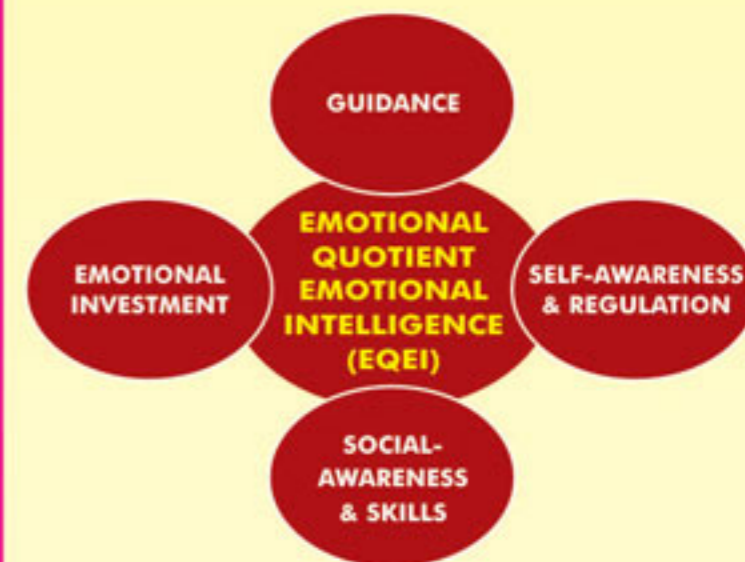 GUIDANCE
EMOTIONAL
QUOTIENT
EMOTIONAL
INTELLIGENCE
(EQEI)
EMOTIONAL
INVESTMENT
SELF-AWARENESS
& REGULATION
SOCIAL-
AWARENESS
& SKILLS